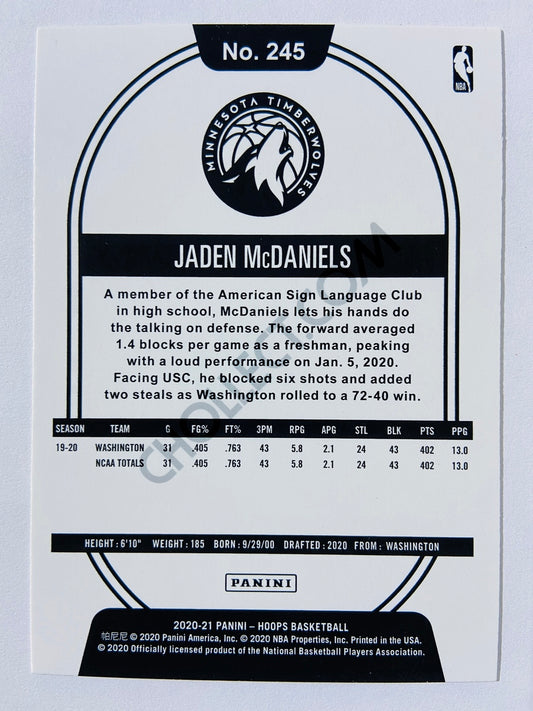 No. 245
NBA
MINNESOTA TIMBERWOLVES
JADEN McDANIELS
A member of the American Sign Language Club
in high school, McDaniels lets his hands do
the talking on defense. The forward averaged
1.4 blocks per game as a freshman, peaking
with a loud performance on Jan. 5, 2020.
Facing USC, he blocked six shots and added
two steals as Washington rolled to a 72-40 win.
SEASON TEAM G FG% FT% 3PM RPG APG STL BLK PTS PPG
19-20 WASHINGTON 31 .405 .763 43 5.8 2.1 24 43 402 13.0
NCAA TOTALS 31 .405 .763 43 5.8 2.1 24 43 402 13.0
HEIGHT: 6'10" WEIGHT: 185 BORN: 9/29/00 DRAFTED: 2020 FROM: WASHINGTON
PANINI
2020-21 PANINI – HOOPS BASKETBALL
帕尼尼 © 2020 Panini America, Inc. © 2020 NBA Properties, Inc. Printed in the USA.
© 2020 Officially licensed product of the National Basketball Players Association.
CHOLLECT.COM